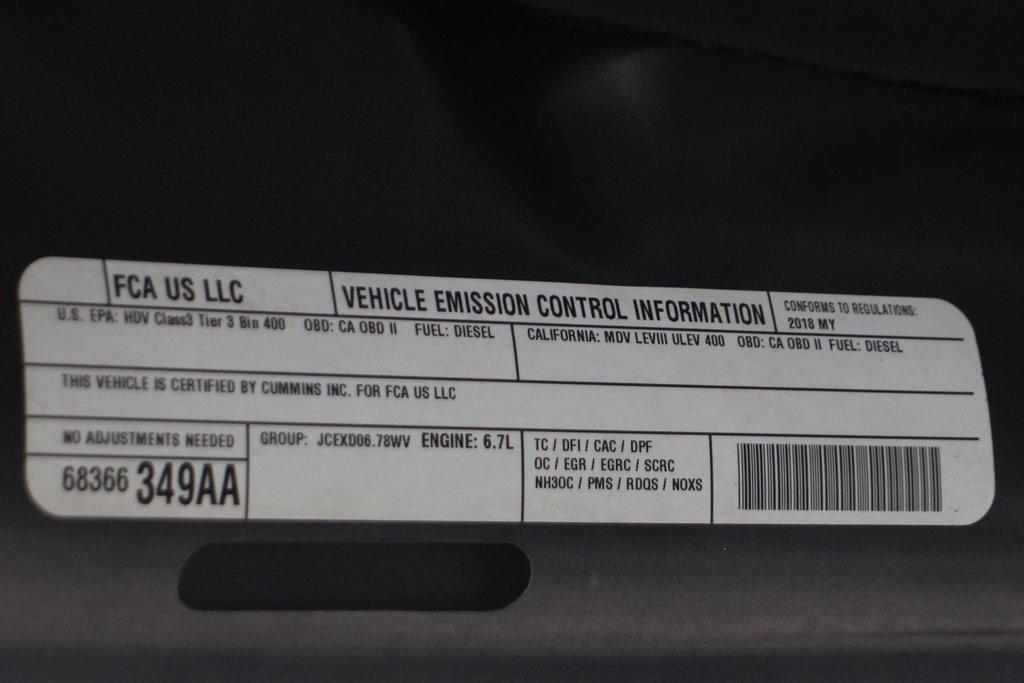 FCA US LLC
VEHICLE EMISSION CONTROL INFORMATION
CONFORMS TO REGULATIONS:
2018 MY
U.S. EPA: HDV Class3 Tier 3 Bin 400 OBD: CA OBD II FUEL: DIESEL
CALIFORNIA: MDV LEVIII ULEV 400 OBD: CA OBD II FUEL: DIESEL
THIS VEHICLE IS CERTIFIED BY CUMMINS INC. FOR FCA US LLC
NO ADJUSTMENTS NEEDED
68366 349AA
GROUP: JCEXD06.78WV ENGINE: 6.7L
TC / DFI / CAC / DPF
OC / EGR / EGRC / SCRC
NH3OC / PMS / RDQS / NOXS